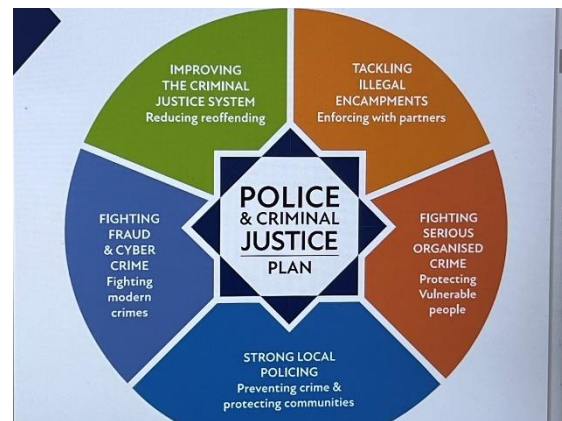 IMPROVING
THE CRIMINAL
JUSTICE SYSTEM
Reducing reoffending
TACKLING
ILLEGAL
ENCAMPMENTS
Enforcing with partners
FIGHTING
FRAUD
& CYBER
CRIME
Fighting
modern
crimes
POLICE
& CRIMINAL
JUSTICE
PLAN
FIGHTING
SERIOUS
ORGANISED
CRIME
Protecting
Vulnerable
people
STRONG LOCAL
POLICING
Preventing crime &
protecting communities